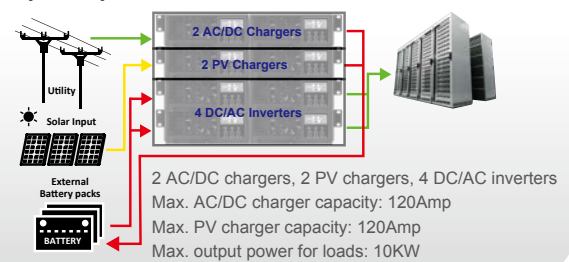 2 AC/DC Chargers
2 PV Chargers
4 DC/AC Inverters
Utility
Solar Input
External
Battery packs
BATTERY
2 AC/DC chargers, 2 PV chargers, 4 DC/AC inverters
Max. AC/DC charger capacity: 120Amp
Max. PV charger capacity: 120Amp
Max. output power for loads: 10KW